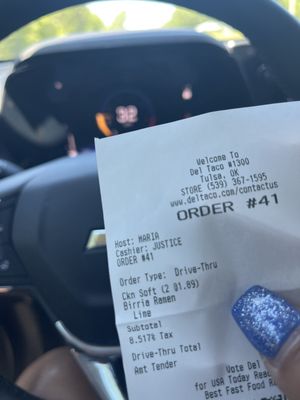 32
Welcome To
Del Taco #1300
Tulsa, OK
STORE (539) 367-1595
www.deltaco.com/contactus
ORDER #41
Host: MARIA
Cashier: JUSTICE
ORDER #41
Order Type: Drive-Thru
Ckn Soft (2 @1.89)
Birria Ramen
Lime
Subtotal
8.517% Tax
Drive-Thru Total
Amt Tender
Vote Del
for USA Today Read
Best Fast Food